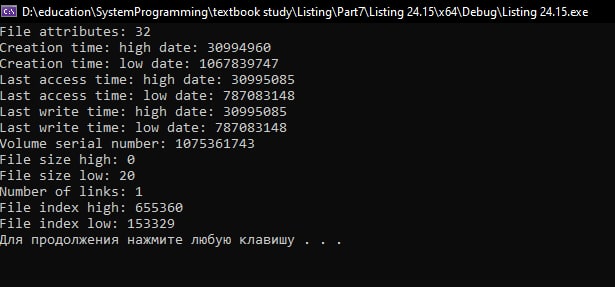 D:\education\SystemProgramming\textbook study\Listing\Part7\Listing 24.15\x64\Debug\Listing 24.15.exe
File attributes: 32
Creation time: high date: 30994960
Creation time: low date: 1067839747
Last access time: high date: 30995085
Last access time: low date: 787083148
Last write time: high date: 30995085
Last write time: low date: 787083148
Volume serial number: 1075361743
File size high: 0
File size low: 20
Number of links: 1
File index high: 655360
File index low: 153329
Для продолжения нажмите любую клавишу . . .